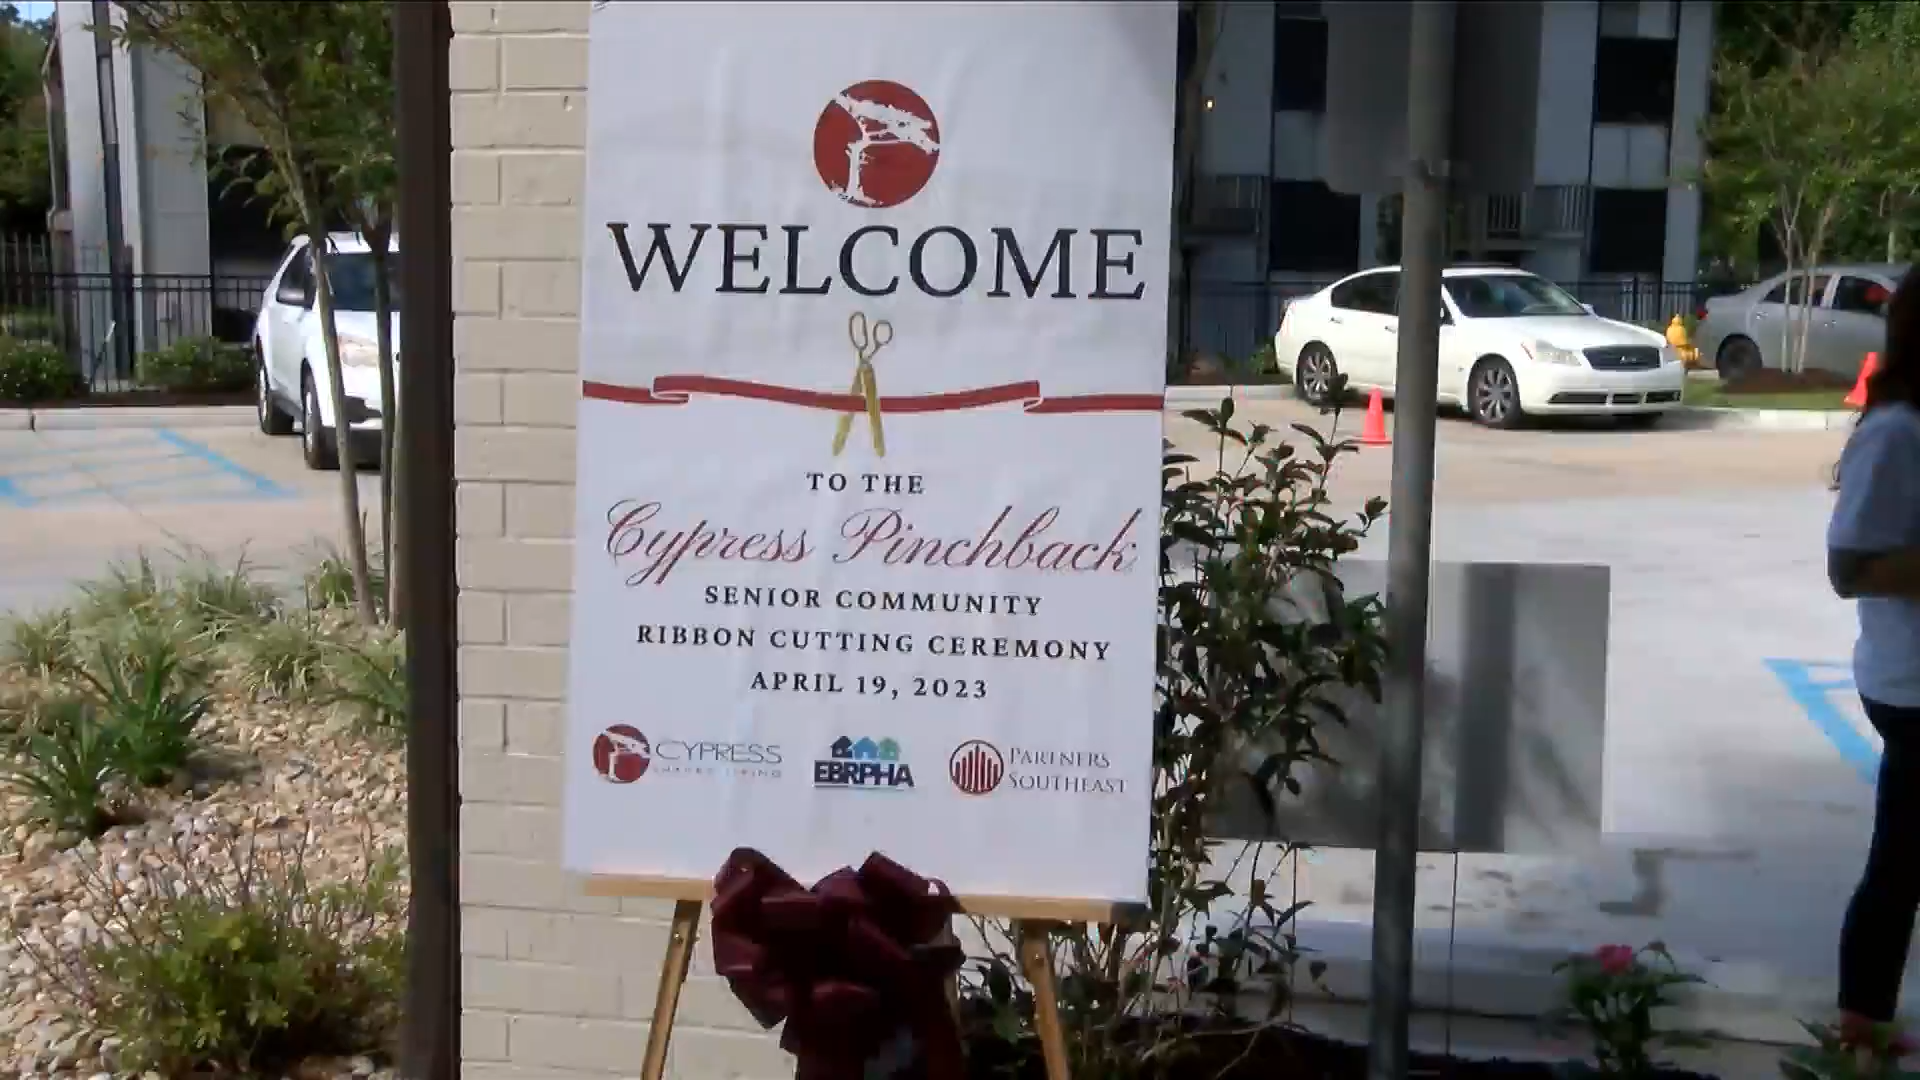 WELCOME
TO THE
Cypress Pinchback
SENIOR COMMUNITY
RIBBON CUTTING CEREMONY
APRIL 19, 2023
CYPRESS
EBRPHA
PARTNERS
SOUTHEAST